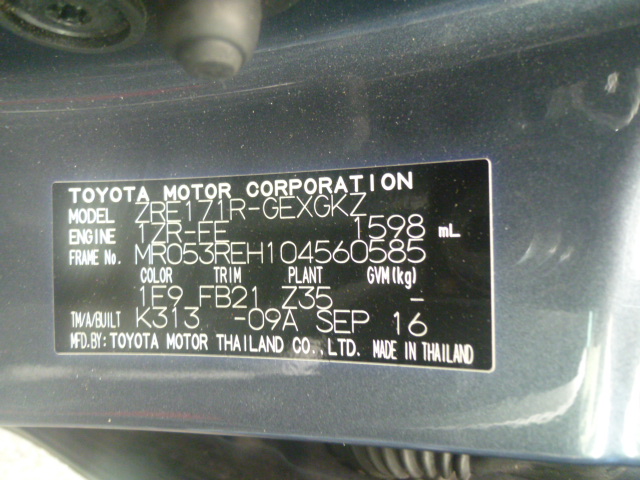 TOYOTA MOTOR CORPORATION
MODEL ZRE171R-GEXGKZ
ENGINE 1ZR-FE 1598 mL
FRAME No. MR053REH104560585
COLOR TRIM PLANT GVM(kg)
1E9 FB21 Z35 -
TM/A/BUILT K313 -09A SEP 16
MFD.BY: TOYOTA MOTOR THAILAND CO.,LTD. MADE IN THAILAND